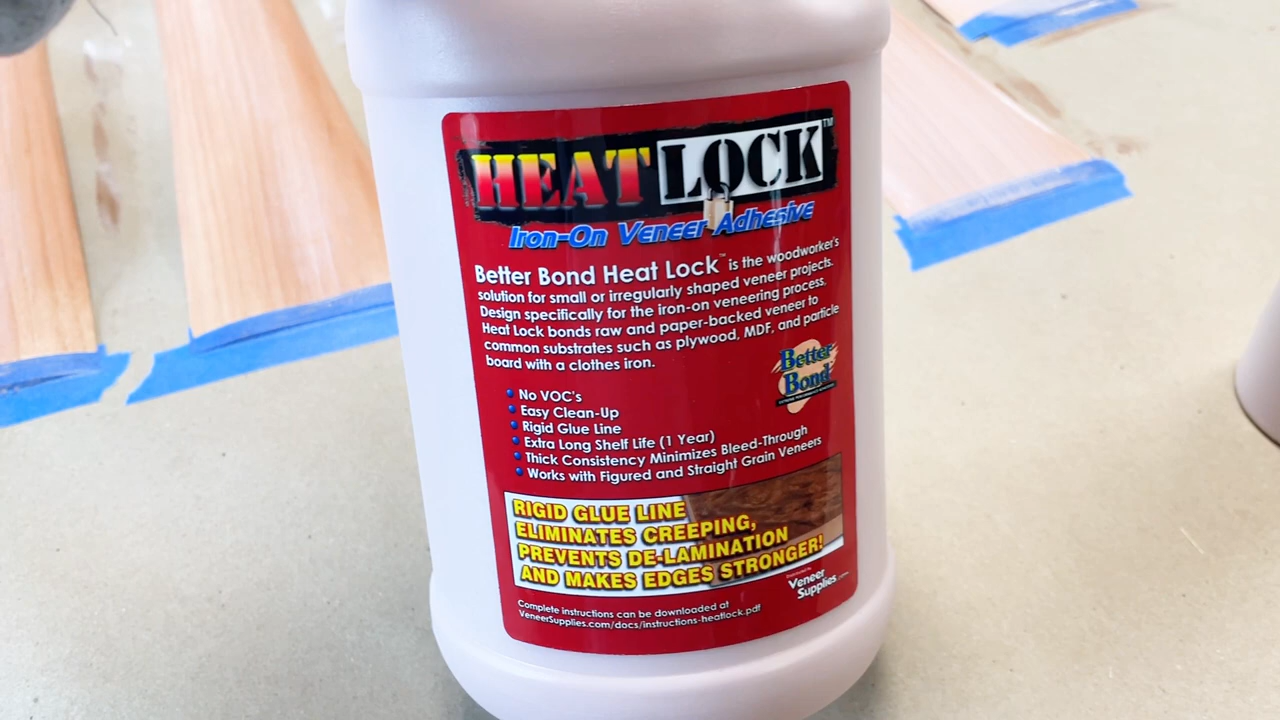 HEAT LOCK™
Iron-On Veneer Adhesive
Better Bond Heat Lock™ is the woodworker's
solution for small or irregularly shaped veneer projects.
Design specifically for the iron-on veneering process,
Heat Lock bonds raw and paper-backed veneer to
common substrates such as plywood, MDF, and particle
board with a clothes iron.
Better
Bond
No VOC's
Easy Clean-Up
Rigid Glue Line
Extra Long Shelf Life (1 Year)
Thick Consistency Minimizes Bleed-Through
Works with Figured and Straight Grain Veneers
RIGID GLUE LINE
ELIMINATES CREEPING,
PREVENTS DE-LAMINATION
AND MAKES EDGES STRONGER!
Veneer
Supplies.com
Complete instructions can be downloaded at
VeneerSupplies.com/docs/instructions-heatlock.pdf